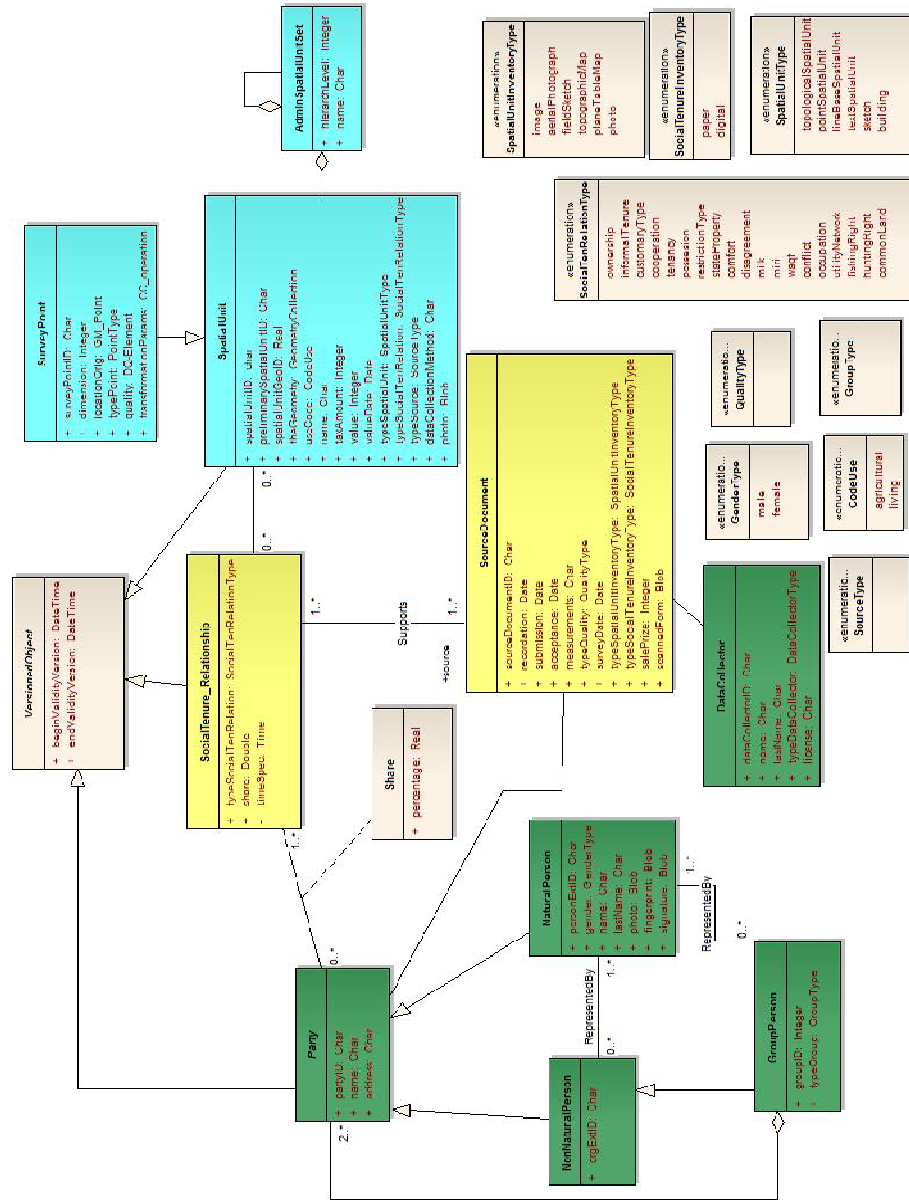 AdminSpatialUnitSet
+ hierarchLevel: Integer
+ name: Char
SurveyPoint
+ surveyPointID: Char
- dimension: Integer
+ locationOrig: GM_Point
+ typePoint: PointType
+ quality: DQ-Element
+ transformationParams: CC_operation
SpatialUnit
+ spatialUnitID: char
+ preliminarySpatialUnitID: Char
+ spatialUnitGeoID: Real
+ theGeometry: GeometryCollection
+ useCode: CodeUse
+ name: Char
+ taxAmount: Integer
+ value: Integer
+ valueDate: Date
+ typeSpatialUnit: SpatialUnitType
+ typeSocialTenRelation: SocialTenRelationType
+ typeSource: SourceType
+ dataCollectionMethod: Char
+ photo: Blob
VersionedObject
+ beginValidityVersion: DateTime
+ endValidityVersion: DateTime
SocialTenure_Relationship
+ typeSocialTenRelation: SocialTenRelationType
+ share: Double
- timeSpec: Time
0..*
0..*
1..*
Supports
1..*
+source
SourceDocument
+ sourceDocumentID: Char
- recordation: Date
+ submission: Date
+ acceptance: Date
+ measurements: Char
+ typeQuality: QualityType
- surveyDate: Date
+ typeSpatialUnitInventoryType: SpatialUnitInventoryType
+ typeSocialTenureInventoryType: SocialTenureInventoryType
- salePrize: Integer
+ scannedForm: Blob
Share
+ percentage: Real
1..*
0..*
Party
+ partyID: Char
+ name: Char
+ address: Char
2..*
NaturalPerson
+ personExtID: Char
+ gender: GenderType
+ name: Char
+ lastName: Char
+ photo: Blob
+ fingerprint: Blob
+ signature: Blob
RepresentedBy
1..*
0..*
RepresentedBy
1..*
0..*
NonNaturalPerson
+ orgExtID: Char
GroupPerson
+ groupID: Integer
- typeGroup: GroupType
DataCollector
+ dataCollectorID: Char
+ name: Char
+ lastName: Char
+ typeDataCollector: DataCollectorType
+ license: Char
«enumeration»
SpatialUnitInventoryType
image
aerialPhotograph
fieldSketch
topographicMap
planeTableMap
photo
«enumeration»
SocialTenureInventoryType
paper
digital
«enumeration»
SpatialUnitType
topologicalSpatialUnit
pointSpatialUnit
lineBaseSpatialUnit
textSpatialUnit
sketch
building
«enumeration»
SocialTenRelationType
ownership
informalTenure
customaryType
cooperation
tenancy
possesion
restrictionType
stateProperty
comfort
disagreement
milk
miri
waqf
conflict
occupation
utilityNetwork
fishingRight
huntingRight
commonLand
«enumeratio...
QualityType
«enumeratio...
GroupType
«enumeratio...
GenderType
male
female
«enumeratio...
CodeUse
agricultural
living
«enumeratio...
SourceType